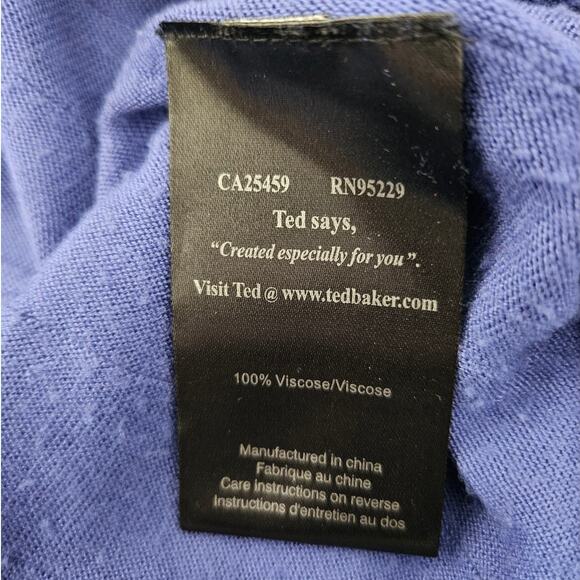 CA25459 RN95229
Ted says,
“Created especially for you”.
Visit Ted @ www.tedbaker.com
100% Viscose/Viscose
Manufactured in china
Fabrique au chine
Care instructions on reverse
Instructions d'entretien au dos